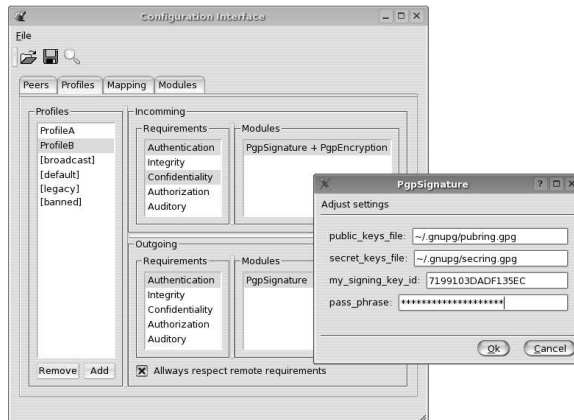 Configuration Interface
File
Peers
Profiles
Mapping
Modules
Profiles
ProfileA
ProfileB
[broadcast]
[default]
[legacy]
[banned]
Remove
Add
Incomming
Requirements
Authentication
Integrity
Confidentiality
Authorization
Auditory
Modules
PgpSignature + PgpEncryption
Outgoing
Requirements
Authentication
Integrity
Confidentiality
Authorization
Auditory
Modules
PgpSignature
Allways respect remote requirements
PgpSignature
Adjust settings
public_keys_file: ~/.gnupg/pubring.gpg
secret_keys_file: ~/.gnupg/secring.gpg
my_signing_key_id: 7199103DADF135EC
pass_phrase: ********************
Ok
Cancel